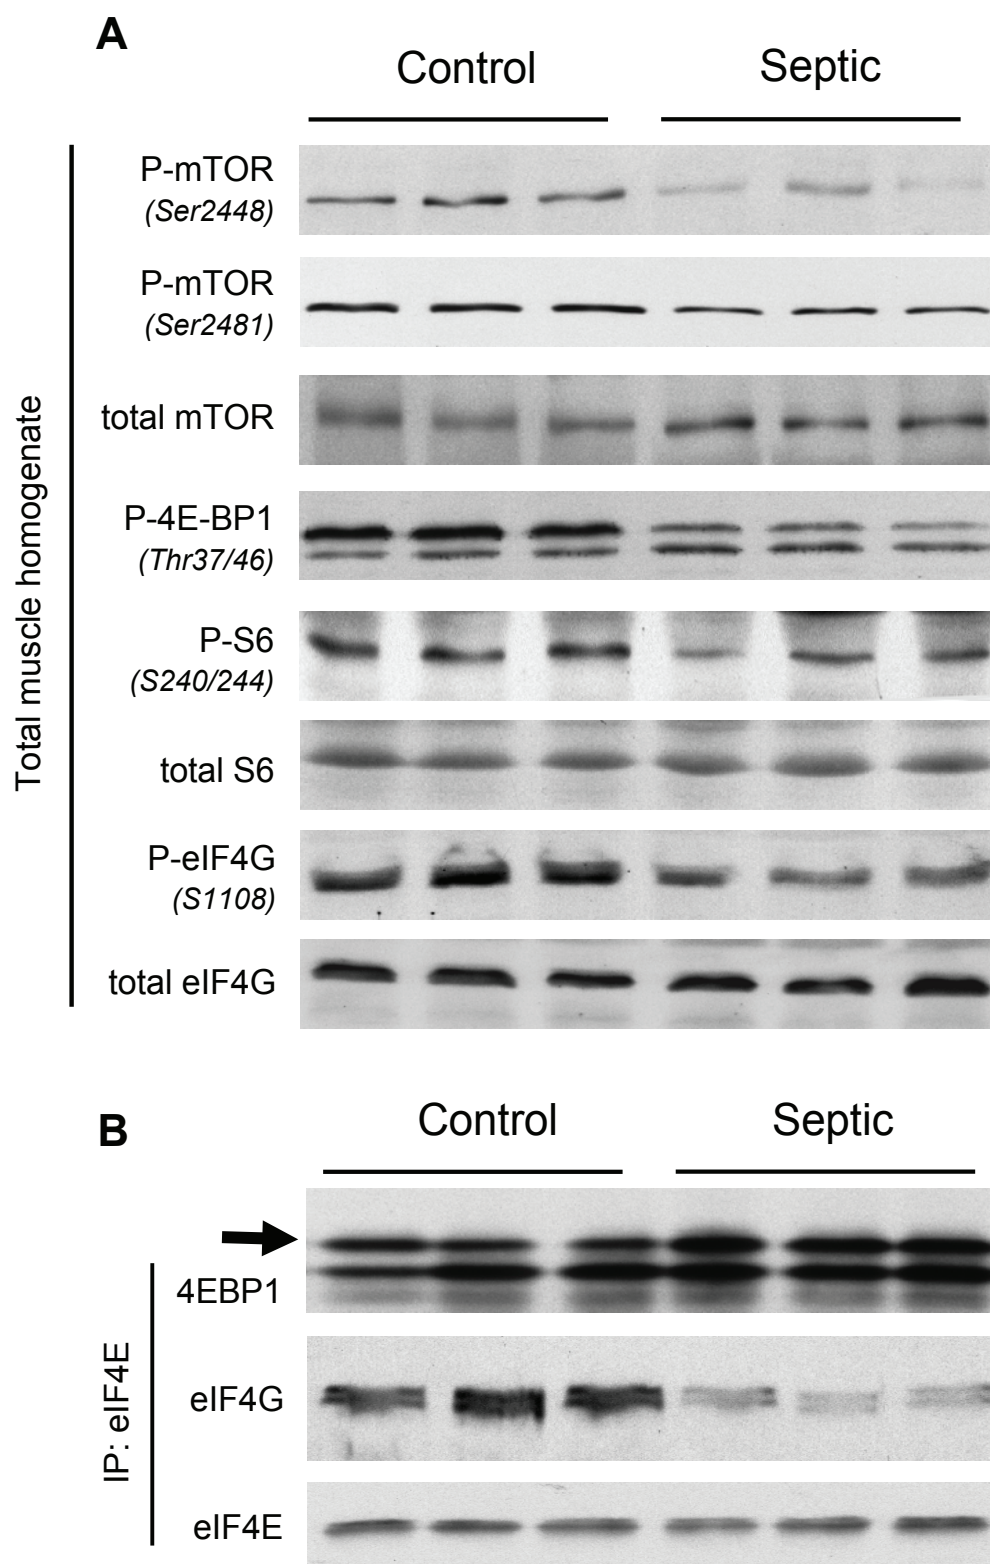 A
Control
Septic
Total muscle homogenate
P-mTOR
(Ser2448)
P-mTOR
(Ser2481)
total mTOR
P-4E-BP1
(Thr37/46)
P-S6
(S240/244)
total S6
P-eIF4G
(S1108)
total eIF4G
B
Control
Septic
IP: eIF4E
4EBP1
eIF4G
eIF4E